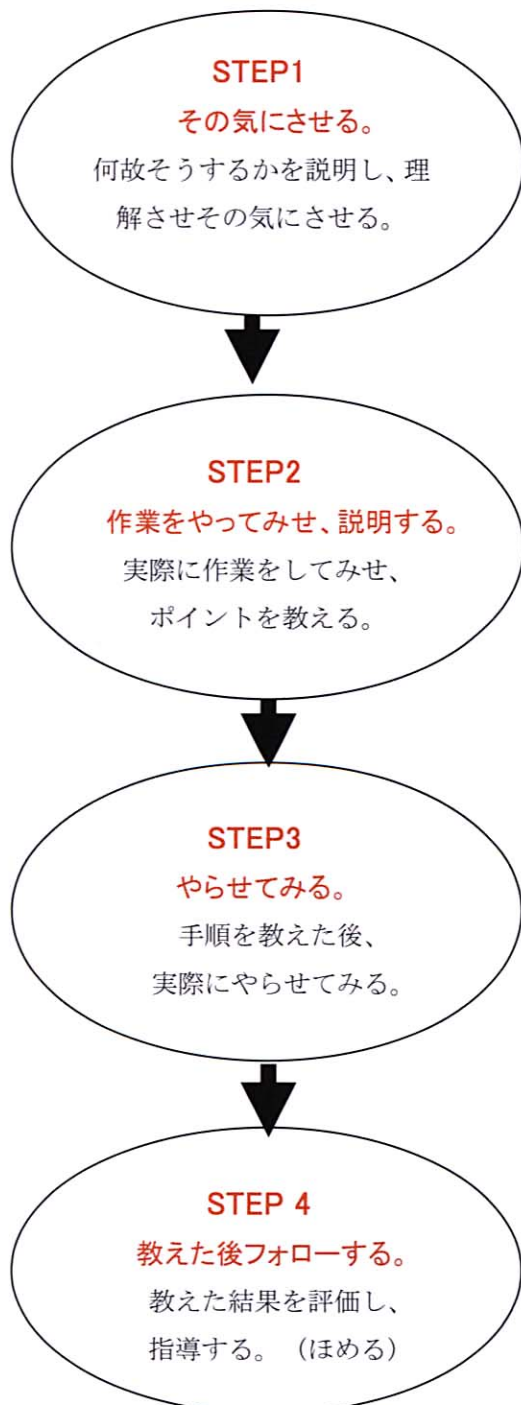 STEP1
その気にさせる。
何故そうするかを説明し、理
解させその気にさせる。
STEP2
作業をやってみせ、説明する。
実際に作業をしてみせ、
ポイントを教える。
STEP3
やらせてみる。
手順を教えた後、
実際にやらせてみる。
STEP 4
教えた後フォローする。
教えた結果を評価し、
指導する。（ほめる）